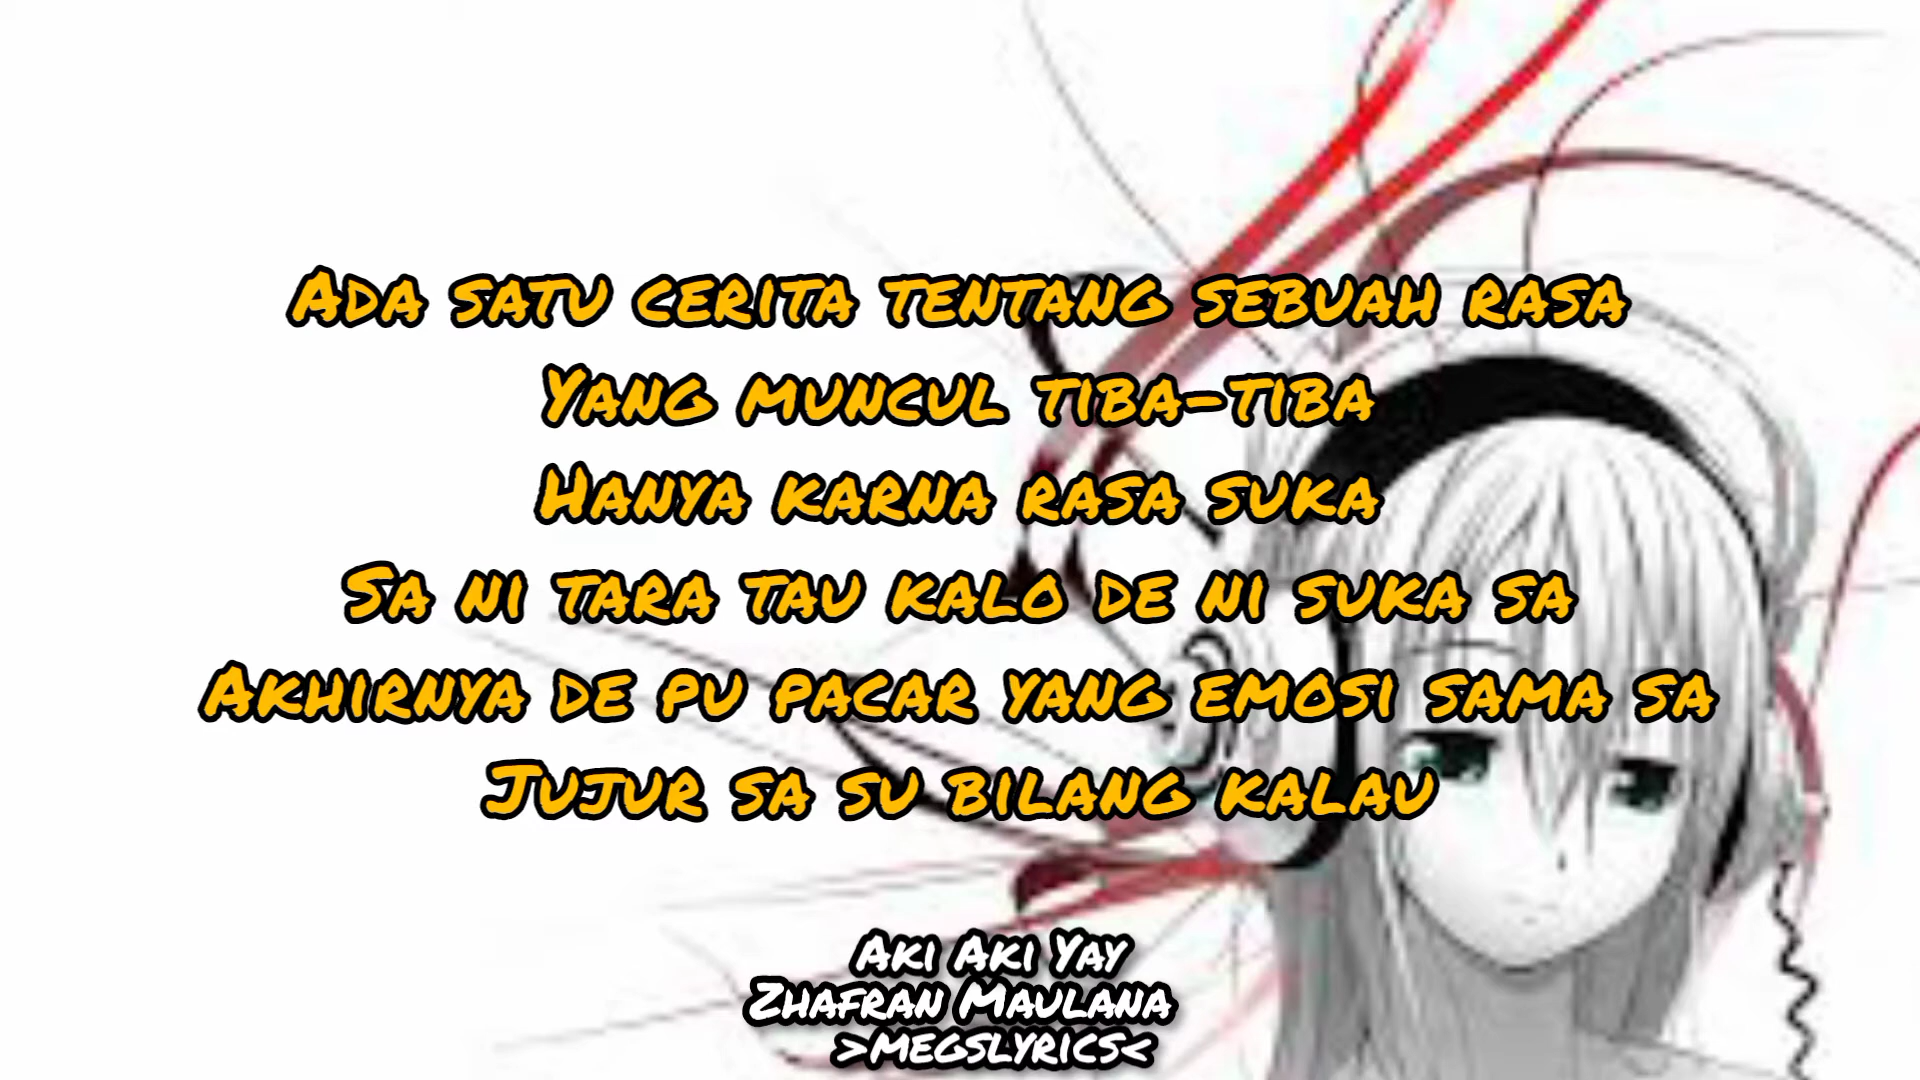 Ada satu cerita tentang sebuah rasa
Yang muncul tiba-tiba
Hanya karna rasa suka
Sa ni tara tau kalo de ni suka sa
Akhirnya de pu pacar yang emosi sama sa
Jujur sa su bilang kalau
Aki Aki Yay
Zhafran Maulana
>megslyrics<